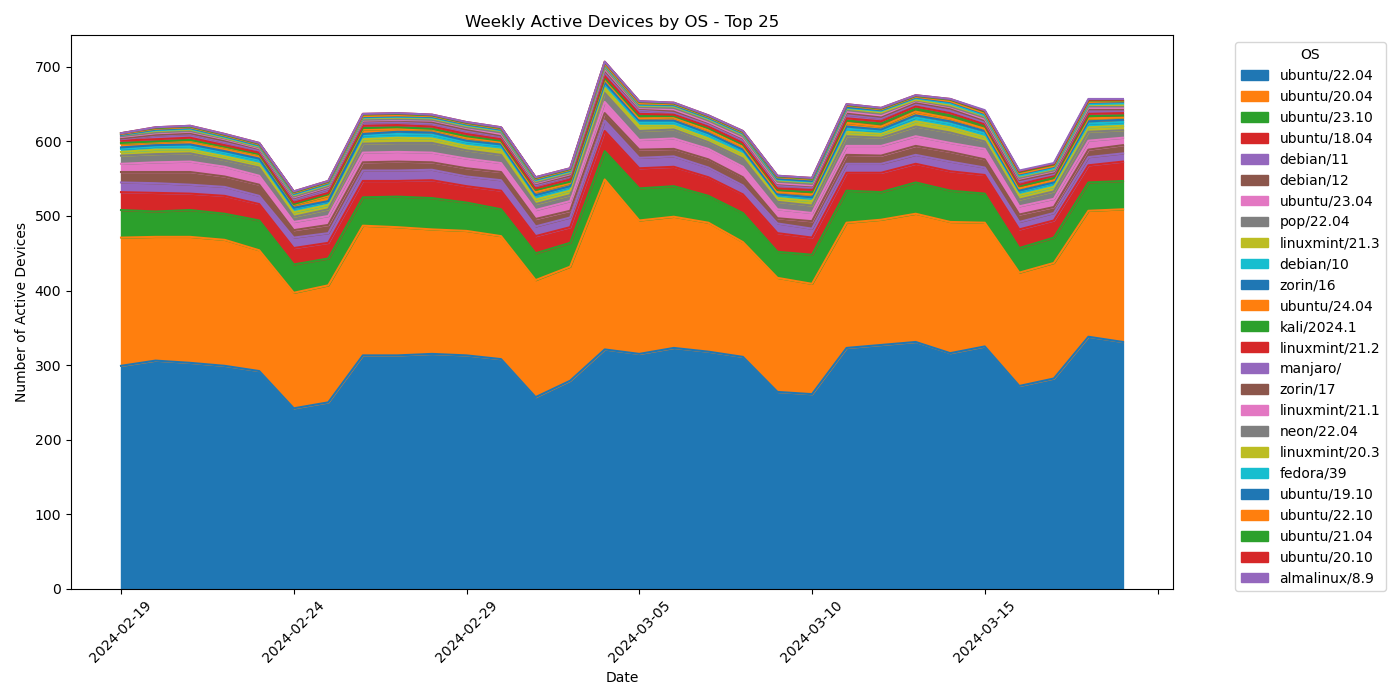 Weekly Active Devices by OS - Top 25
Number of Active Devices
700
600
500
400
300
200
100
0
2024-02-19
2024-02-24
2024-02-29
2024-03-05
2024-03-10
2024-03-15
Date
OS
ubuntu/22.04
ubuntu/20.04
ubuntu/23.10
ubuntu/18.04
debian/11
debian/12
ubuntu/23.04
pop/22.04
linuxmint/21.3
debian/10
zorin/16
ubuntu/24.04
kali/2024.1
linuxmint/21.2
manjaro/
zorin/17
linuxmint/21.1
neon/22.04
linuxmint/20.3
fedora/39
ubuntu/19.10
ubuntu/22.10
ubuntu/21.04
ubuntu/20.10
almalinux/8.9